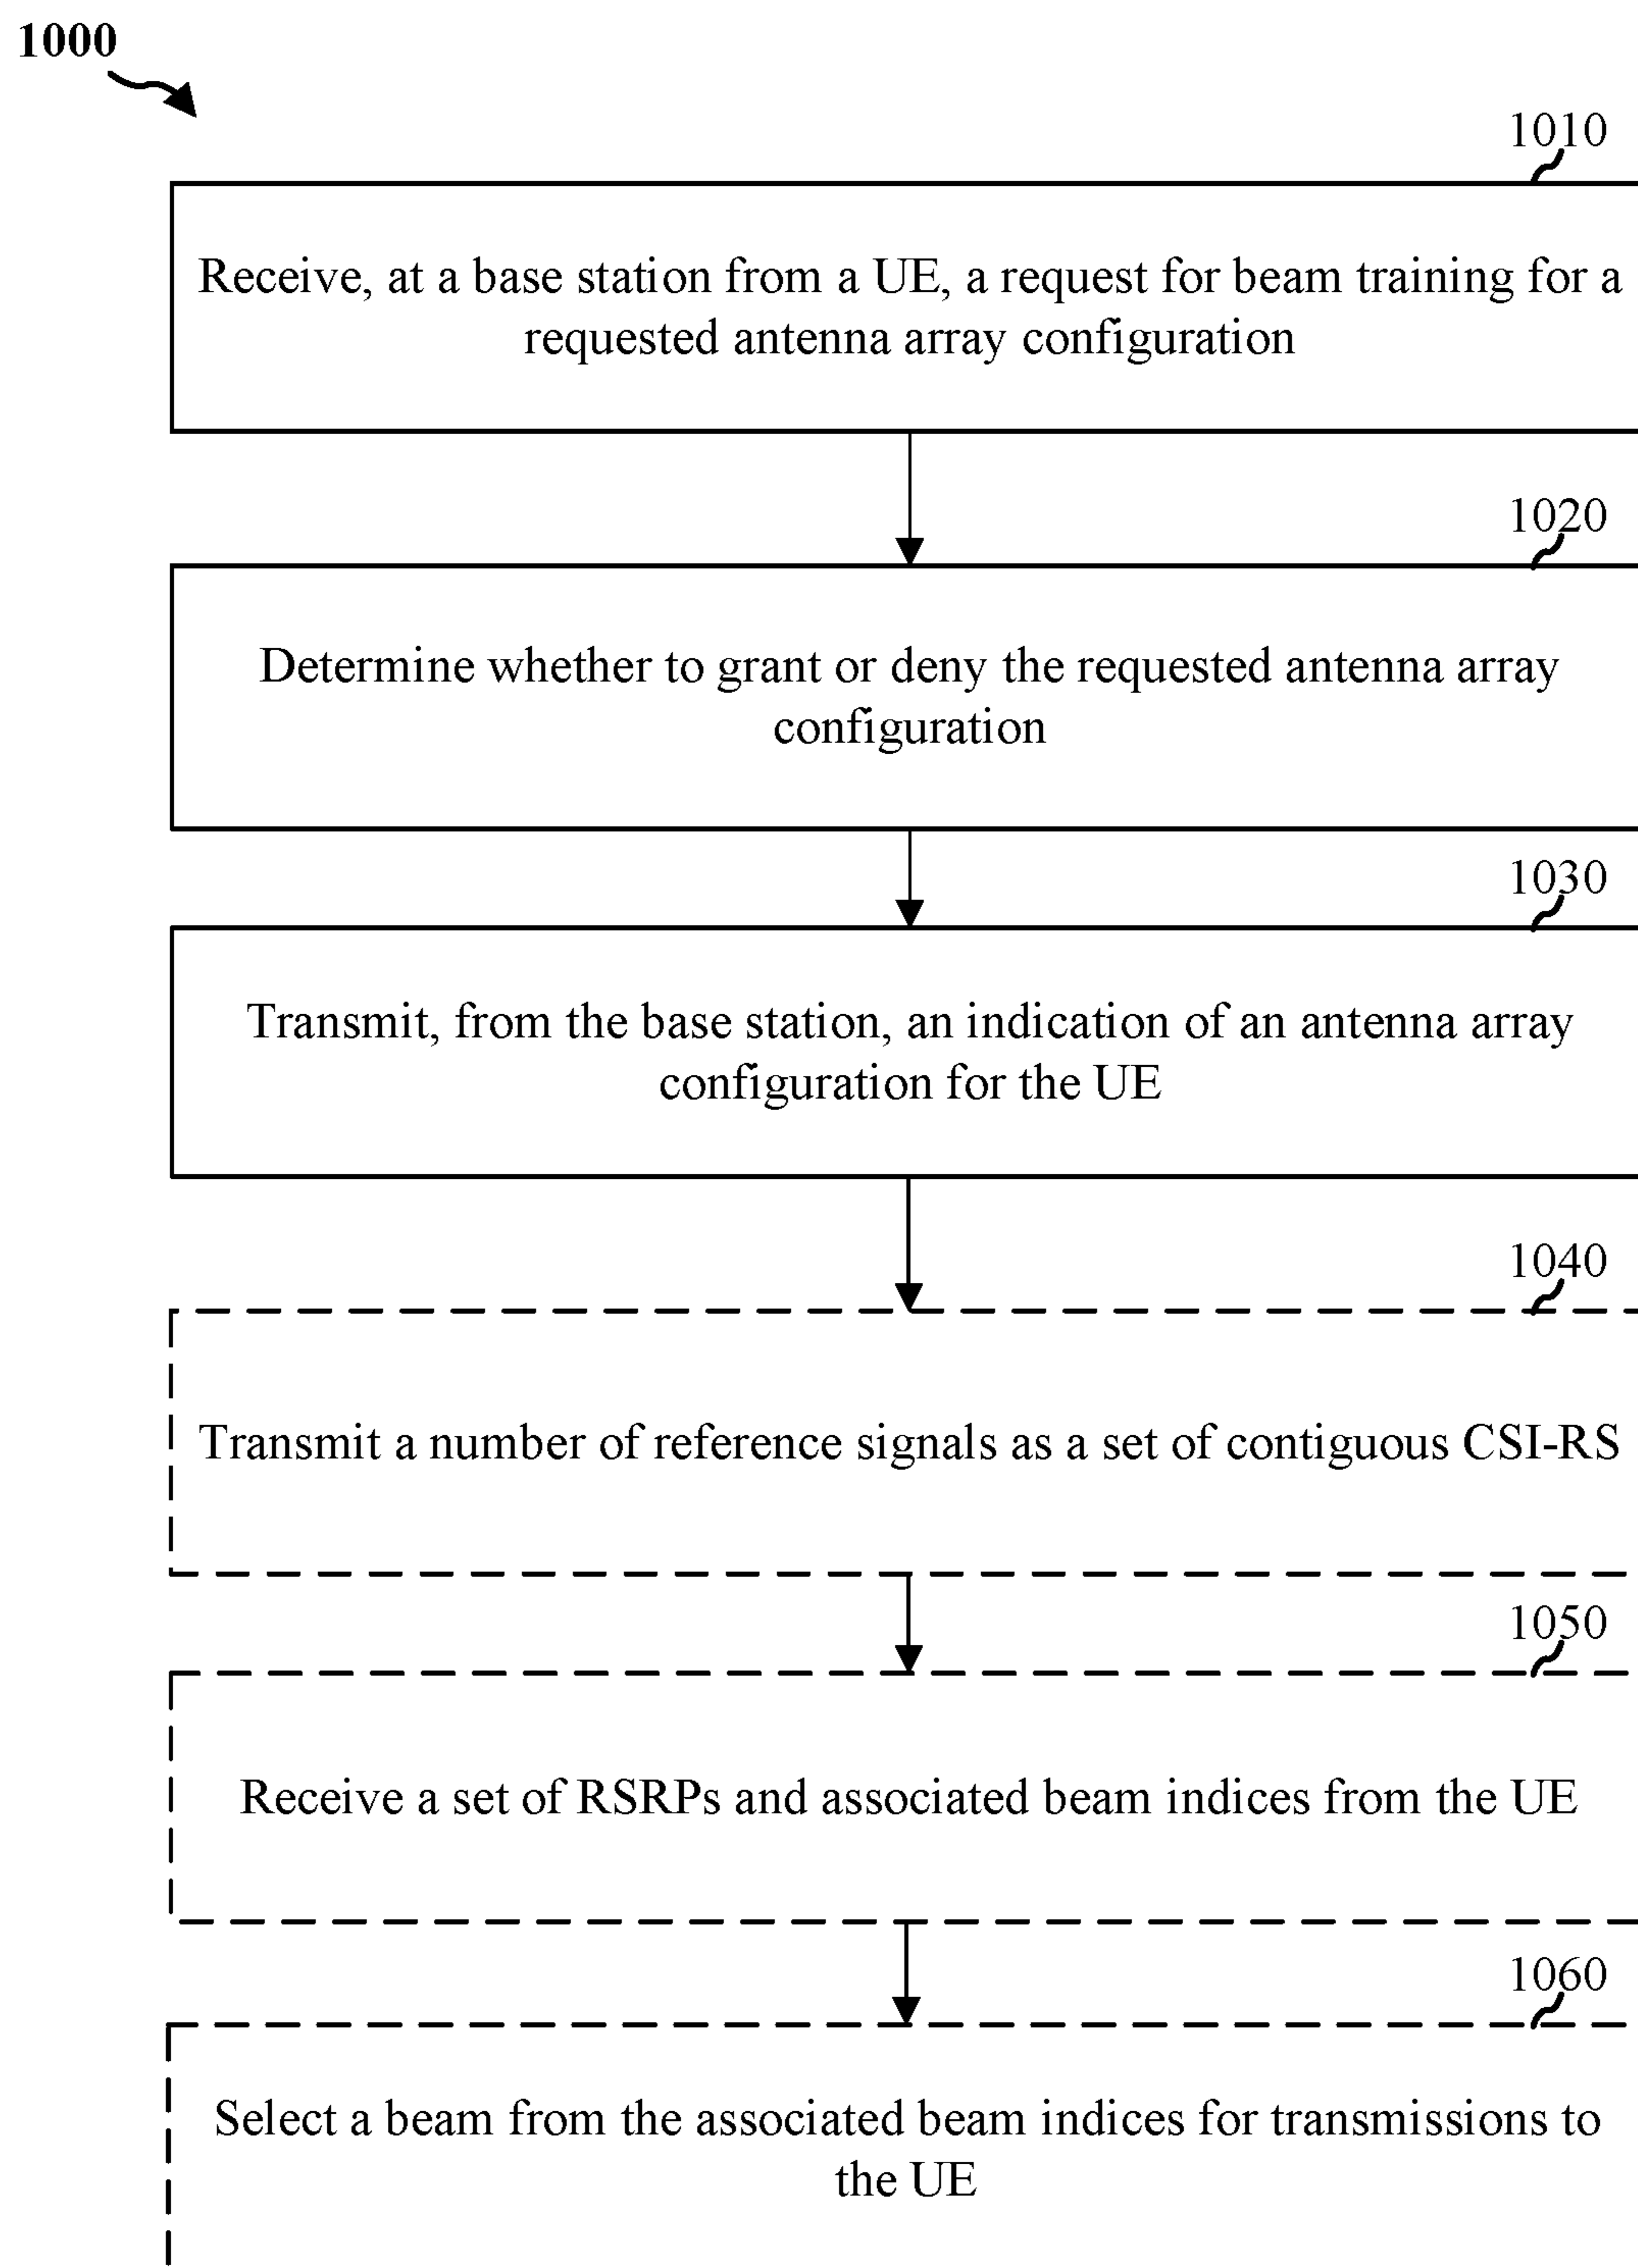 1000
1010
Receive, at a base station from a UE, a request for beam training for a
requested antenna array configuration
1020
Determine whether to grant or deny the requested antenna array
configuration
1030
Transmit, from the base station, an indication of an antenna array
configuration for the UE
1040
Transmit a number of reference signals as a set of contiguous CSI-RS
1050
Receive a set of RSRPs and associated beam indices from the UE
1060
Select a beam from the associated beam indices for transmissions to
the UE